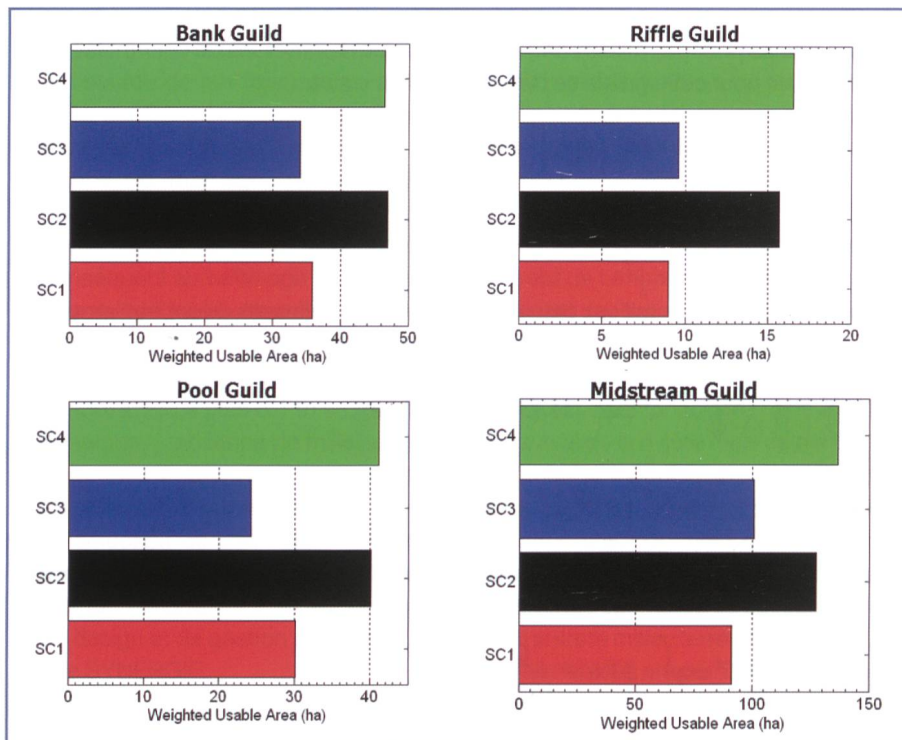 Bank Guild
SC4
SC3
SC2
SC1
0 10 20 30 40 50
Weighted Usable Area (ha)
Riffle Guild
SC4
SC3
SC2
SC1
0 5 10 15 20
Weighted Usable Area (ha)
Pool Guild
SC4
SC3
SC2
SC1
0 10 20 30 40
Weighted Usable Area (ha)
Midstream Guild
SC4
SC3
SC2
SC1
0 50 100 150
Weighted Usable Area (ha)